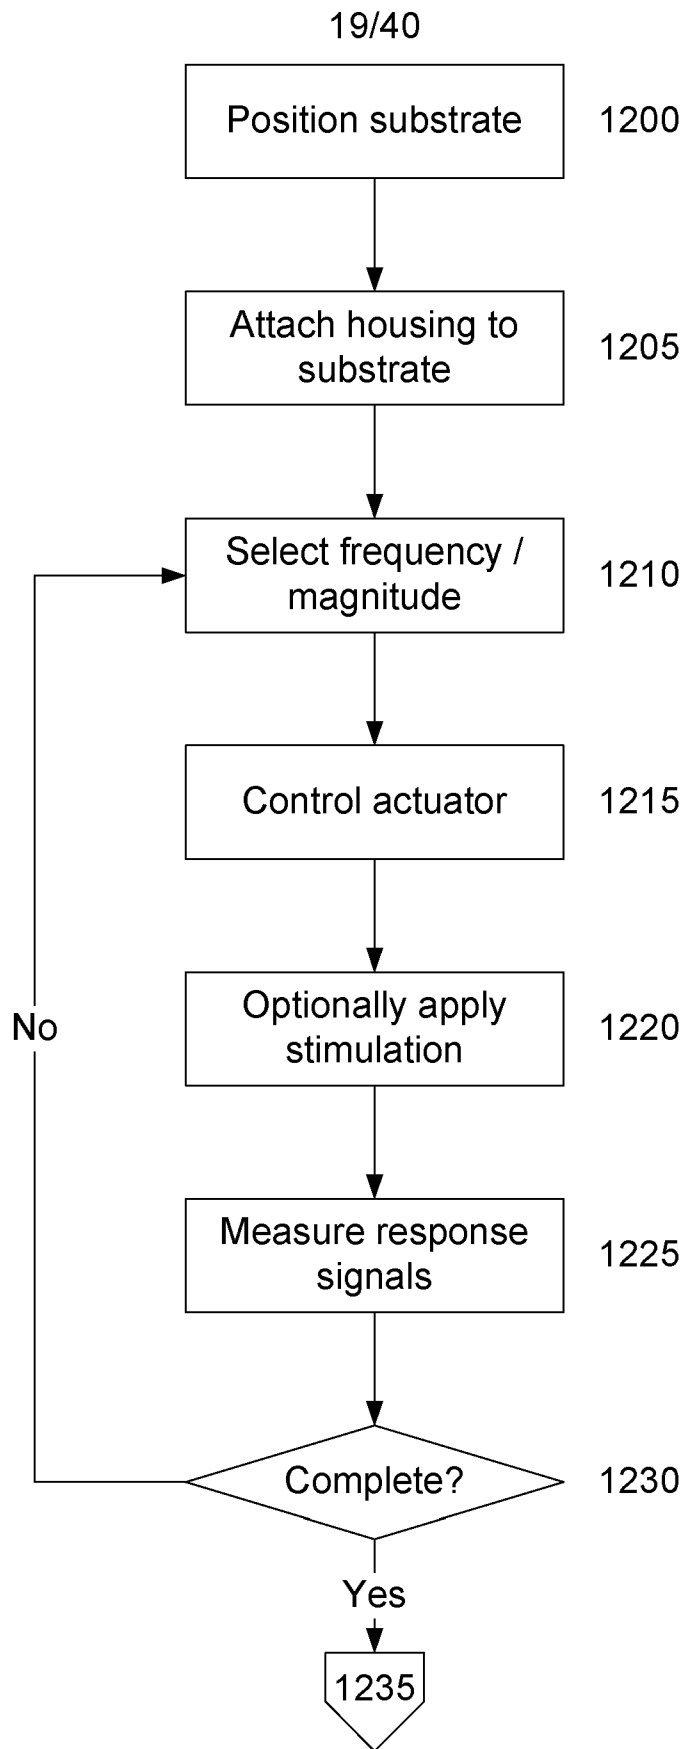 19/40
Position substrate
1200
Attach housing to
substrate
1205
Select frequency /
magnitude
1210
Control actuator
1215
Optionally apply
stimulation
1220
No
Measure response
signals
1225
Complete?
1230
Yes
1235